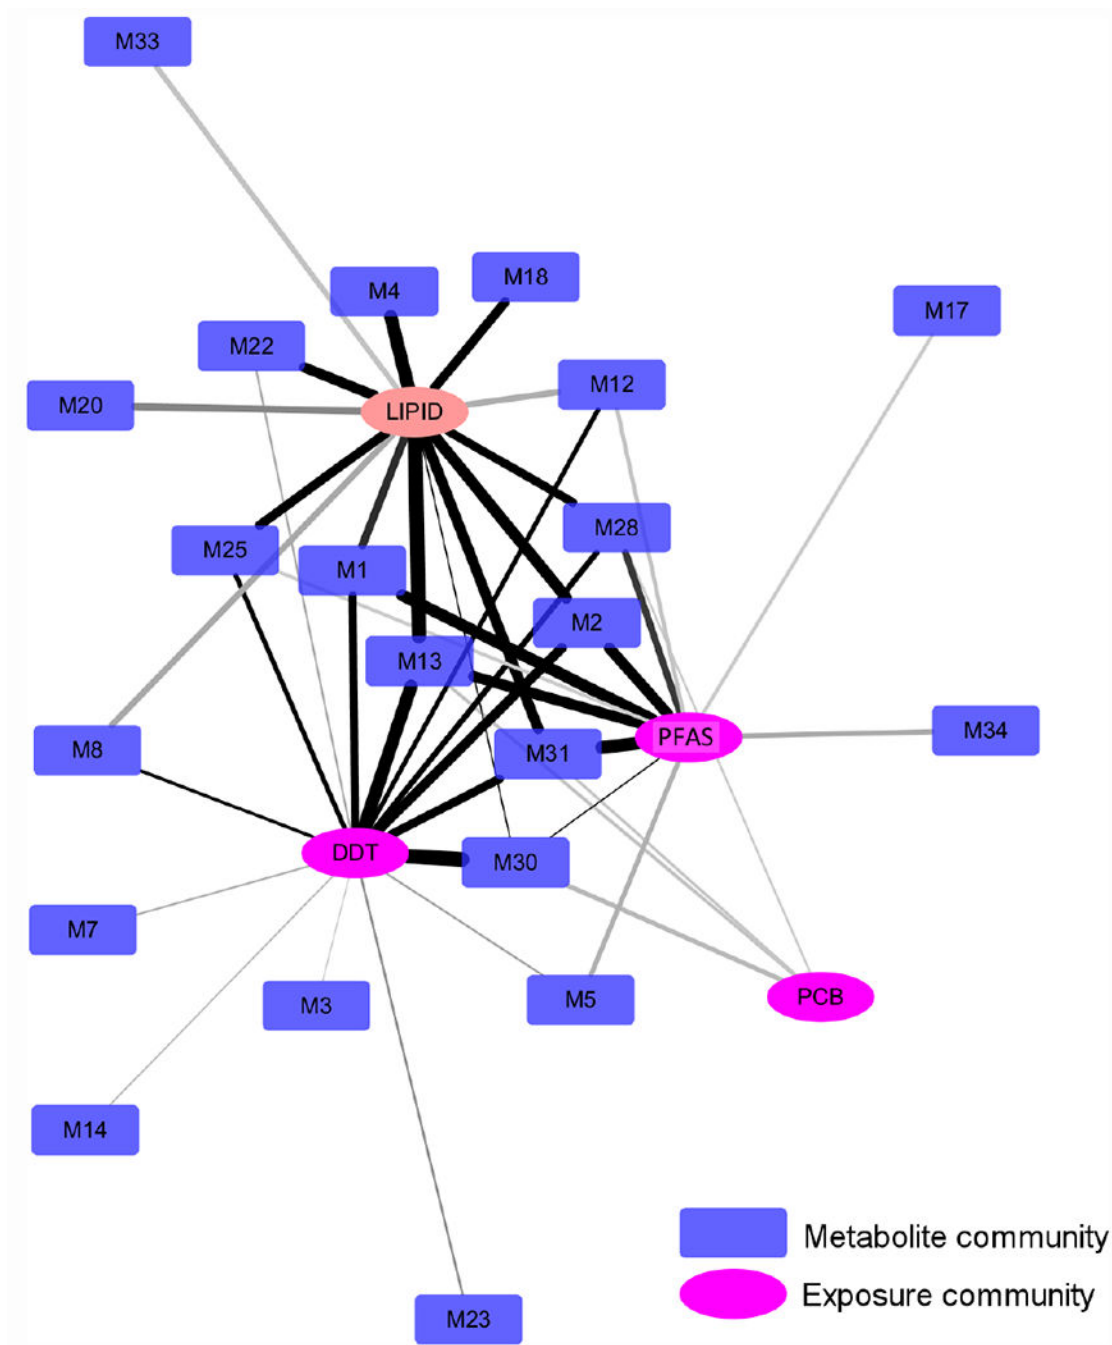 M33
M4
M18
M17
M22
M12
M20
LIPID
M28
M25
M1
M2
M13
M8
M31
PFAS
M34
DDT
M30
M7
M3
M5
PCB
M14
M23
Metabolite community
Exposure community